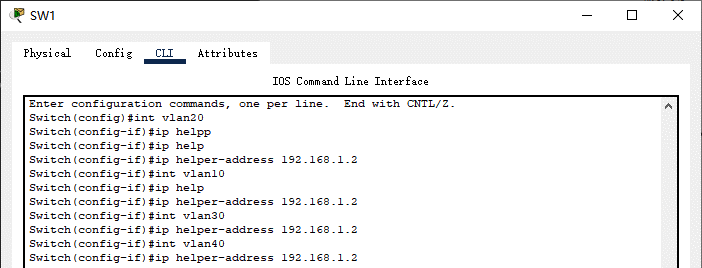 SW1
Physical Config CLI Attributes
IOS Command Line Interface
Enter configuration commands, one per line. End with CNTL/Z.
Switch(config)#int vlan20
Switch(config-if)#ip helpp
Switch(config-if)#ip help
Switch(config-if)#ip helper-address 192.168.1.2
Switch(config-if)#int vlan10
Switch(config-if)#ip help
Switch(config-if)#ip helper-address 192.168.1.2
Switch(config-if)#int vlan30
Switch(config-if)#ip helper-address 192.168.1.2
Switch(config-if)#int vlan40
Switch(config-if)#ip helper-address 192.168.1.2